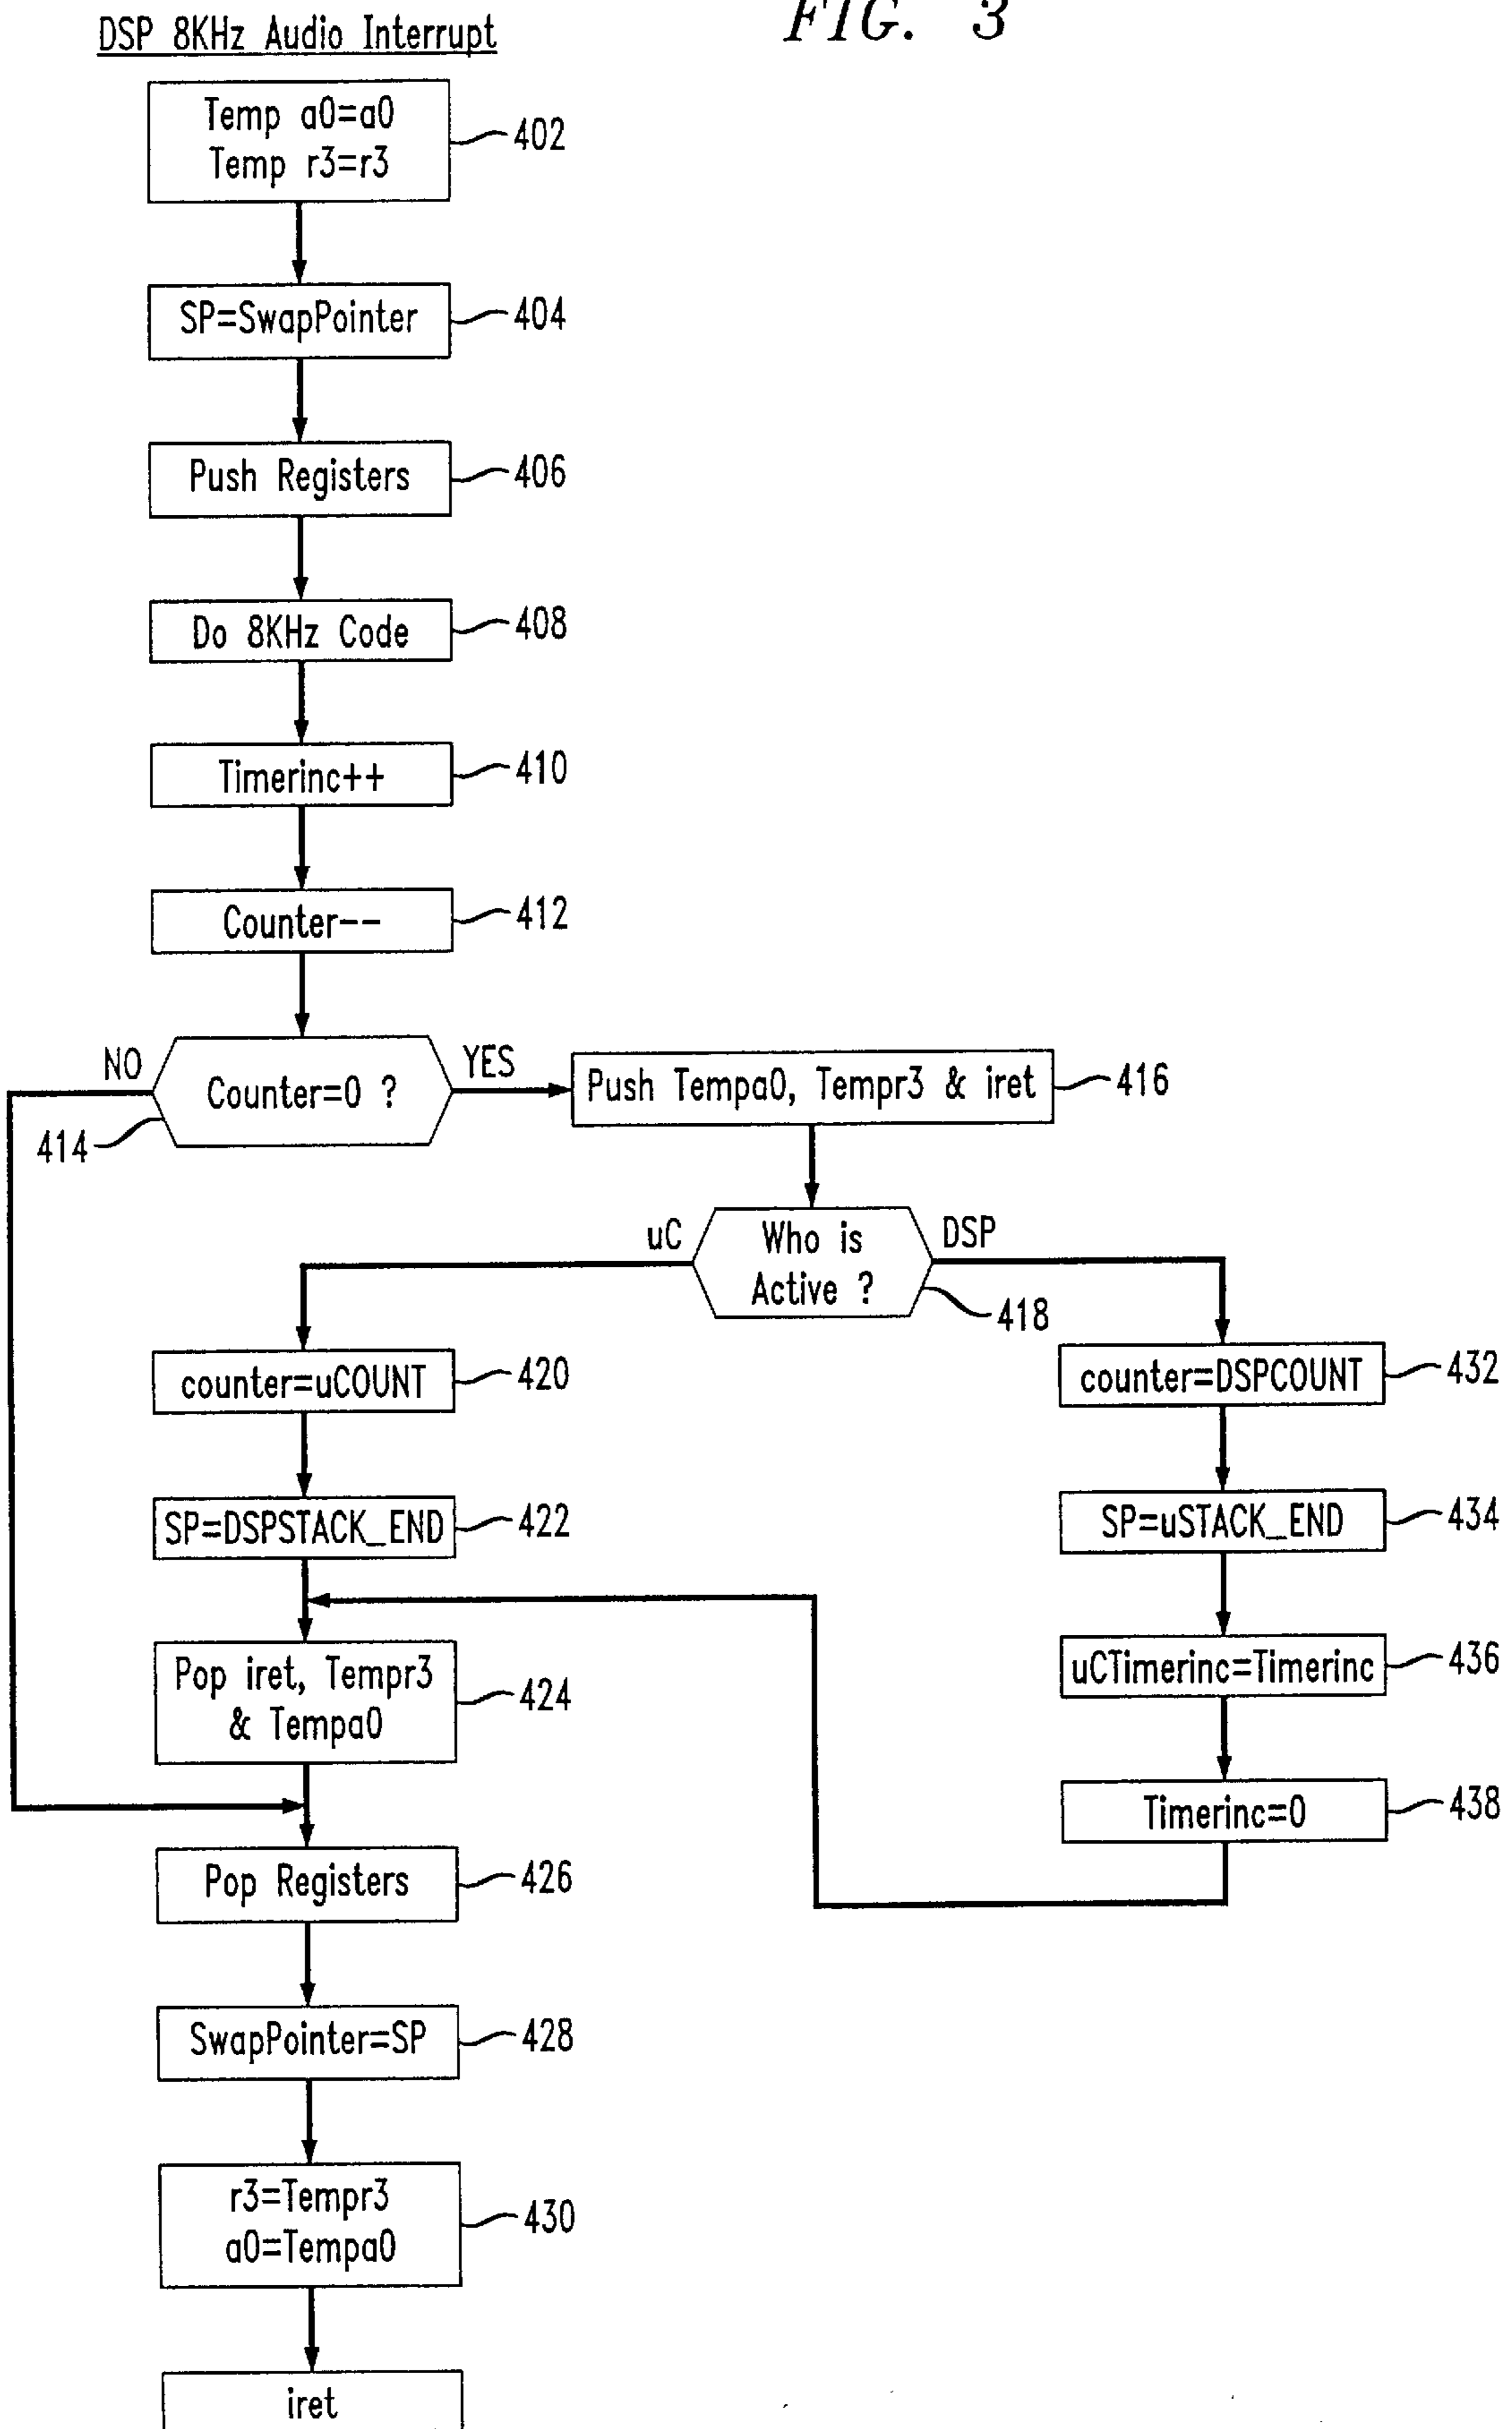 FIG. 3
DSP 8KHz Audio Interrupt
Temp a0=a0
Temp r3=r3
402
SP=SwapPointer
404
Push Registers
406
Do 8KHz Code
408
Timerinc++
410
Counter--
412
NO
Counter=0 ?
YES
414
Push Tempa0, Tempr3 & iret
416
uC
Who is
Active ?
DSP
418
counter=uCOUNT
420
counter=DSPCOUNT
432
SP=DSPSTACK_END
422
SP=uSTACK_END
434
Pop iret, Tempr3
& Tempa0
424
uCTimerinc=Timerinc
436
Timerinc=0
438
Pop Registers
426
SwapPointer=SP
428
r3=Tempr3
a0=Tempa0
430
iret